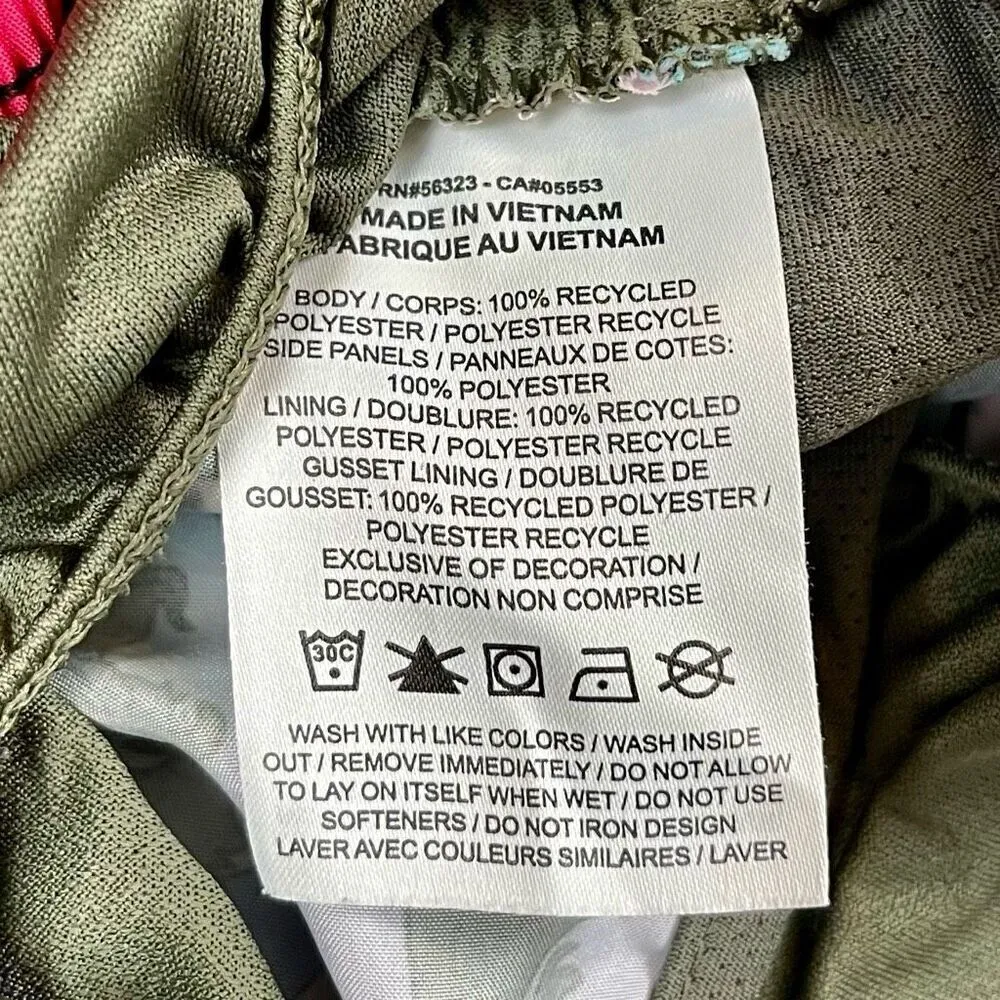 RN#56323 - CA#05553
MADE IN VIETNAM
FABRIQUE AU VIETNAM
BODY / CORPS: 100% RECYCLED
POLYESTER / POLYESTER RECYCLE
SIDE PANELS / PANNEAUX DE COTES:
100% POLYESTER
LINING / DOUBLURE: 100% RECYCLED
POLYESTER / POLYESTER RECYCLE
GUSSET LINING / DOUBLURE DE
GOUSSET: 100% RECYCLED POLYESTER /
POLYESTER RECYCLE
EXCLUSIVE OF DECORATION /
DECORATION NON COMPRISE
30C
WASH WITH LIKE COLORS / WASH INSIDE
OUT / REMOVE IMMEDIATELY / DO NOT ALLOW
TO LAY ON ITSELF WHEN WET / DO NOT USE
SOFTENERS / DO NOT IRON DESIGN
LAVER AVEC COULEURS SIMILAIRES / LAVER